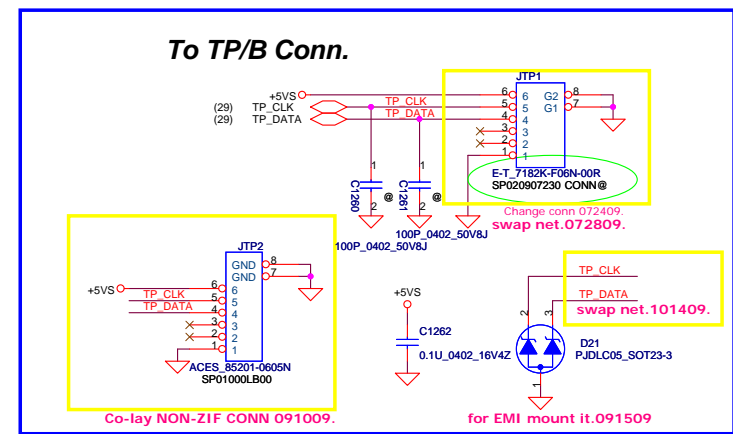 To TP/B Conn.
JTP1
+5VS
(29) TP_CLK TP_CLK
(29) TP_DATA TP_DATA
6 6 G2 8
5 5 G1 7
4 4
3 3
2 2
1 1
E-T_7182K-F06N-00R
SP020907230 CONN@
Change conn 072409.
swap net.072809.
1 1
C1260 @ C1261 @
2 2
100P_0402_50V8J
100P_0402_50V8J
JTP2
+5VS
TP_CLK
TP_DATA
6 6 GND 8
5 5 GND 7
4 4
3 3
2 2
1 1
ACES_85201-0605N
SP01000LB00
Co-lay NON-ZIF CONN 091009.
+5VS
C1262
0.1U_0402_16V4Z
TP_CLK
TP_DATA
swap net.101409.
2 3
D21
PJDLC05_SOT23-3
1
for EMI mount it.091509